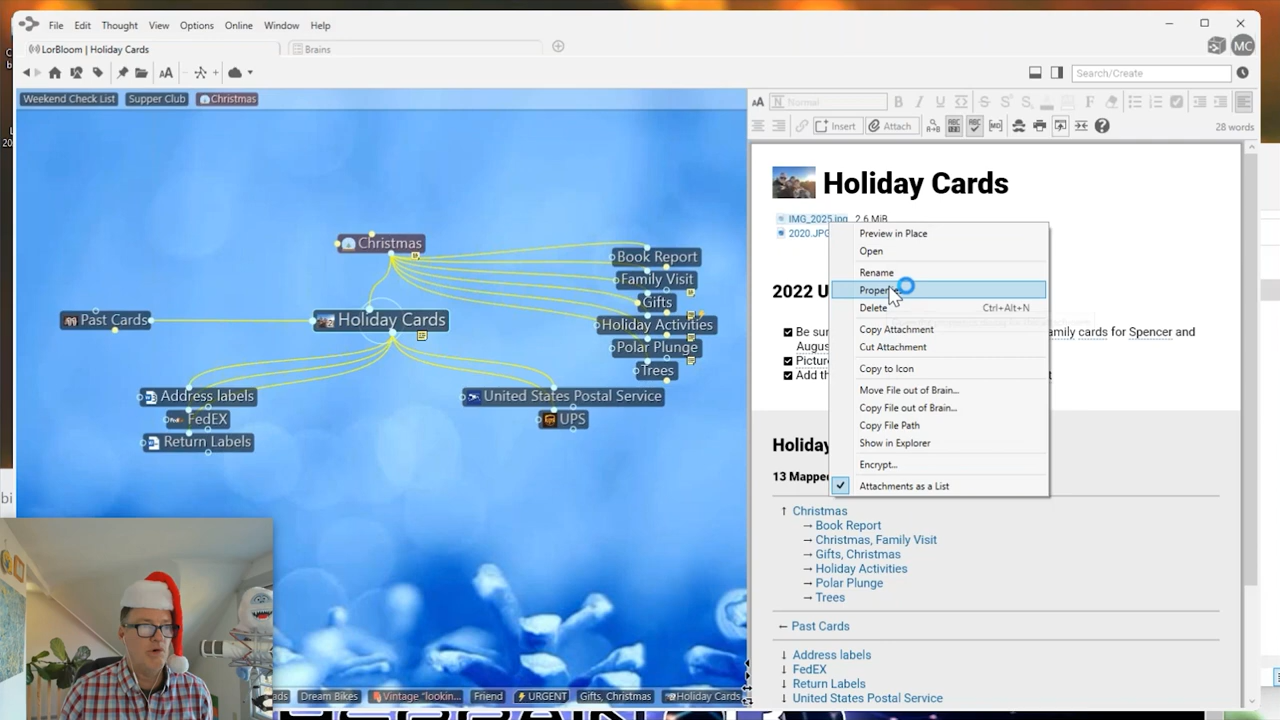 File Edit Thought View Options Online Window Help
LorBloom | Holiday Cards
Brains
MC
Search/Create
Weekend Check List Supper Club Christmas
Normal
Insert Attach
28 words
Holiday Cards
IMG_2025.jpg 2.6 MiB
2020.JPG
Preview in Place
Open
Rename
Delete Ctrl+Alt+N
Copy Attachment
Cut Attachment
Copy to Icon
Move File out of Brain...
Copy File out of Brain...
Copy File Path
Show in Explorer
Encrypt...
Attachments as a List
2022
Be sur
family cards for Spencer and
Augus
Add th
Holiday
13 Mapped
↑ Christmas
→ Book Report
→ Christmas, Family Visit
→ Gifts, Christmas
→ Holiday Activities
→ Polar Plunge
→ Trees
← Past Cards
↓ Address labels
↓ FedEX
↓ Return Labels
↓ United States Postal Service
Christmas
Book Report
Family Visit
Gifts
Holiday Activities
Polar Plunge
Trees
Past Cards
Holiday Cards
Address labels
FedEX
Return Labels
United States Postal Service
UPS
Dream Bikes Vintage "lookin... Friend URGENT Gifts, Christmas Holiday Cards